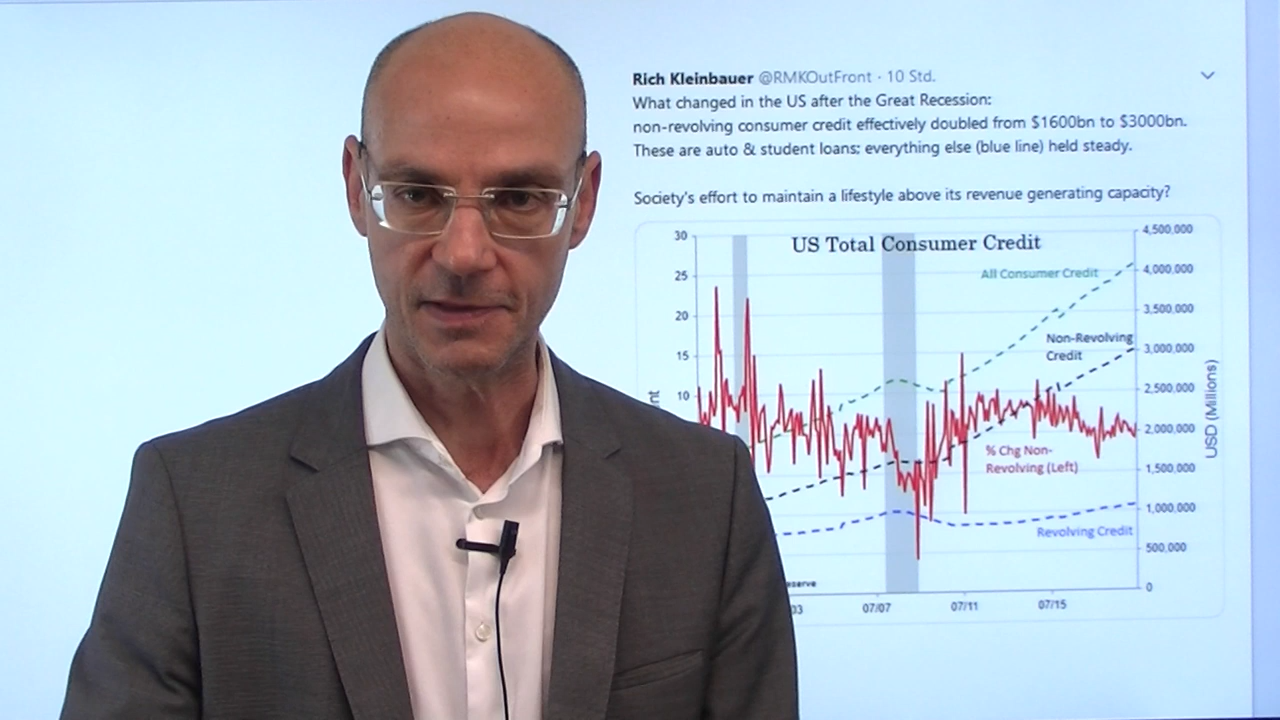 Rich Kleinbauer @RMKOutFront · 10 Std.
What changed in the US after the Great Recession:
non-revolving consumer credit effectively doubled from $1600bn to $3000bn.
These are auto & student loans; everything else (blue line) held steady.
Society's effort to maintain a lifestyle above its revenue generating capacity?
US Total Consumer Credit
30
25
20
15
10
nt
4,500,000
4,000,000
3,500,000
3,000,000
2,500,000
2,000,000
1,500,000
1,000,000
500,000
0
USD (Millions)
All Consumer Credit
Non-Revolving
Credit
% Chg Non-
Revolving (Left)
Revolving Credit
eserve
03
07/07
07/11
07/15